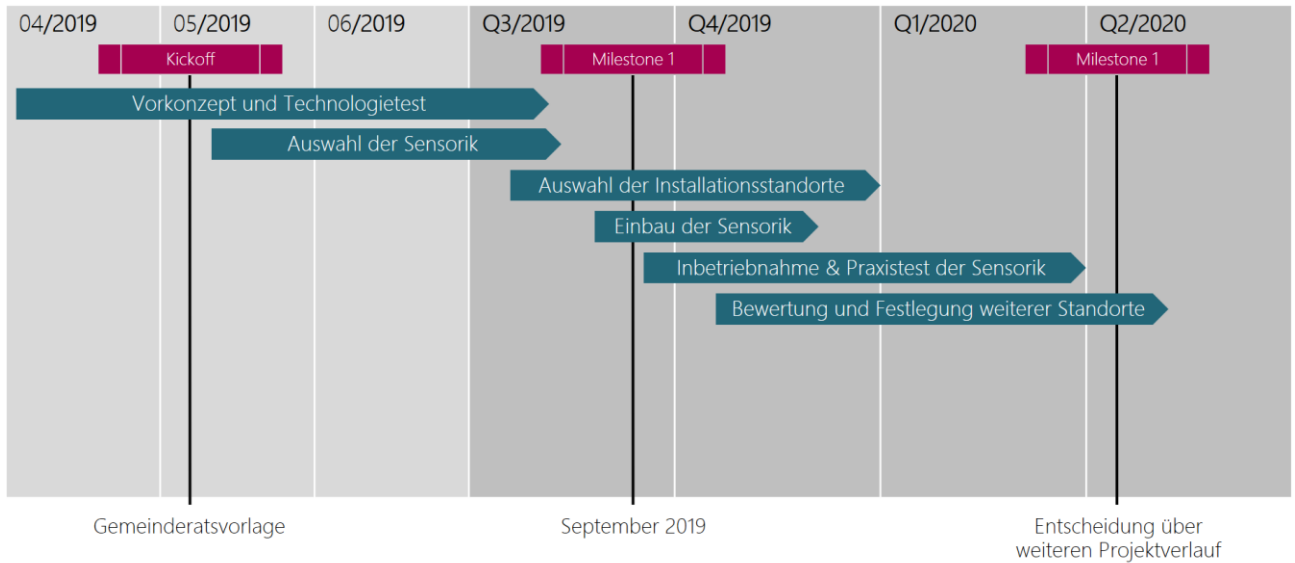 04/2019 05/2019 06/2019 Q3/2019 Q4/2019 Q1/2020 Q2/2020
Kickoff Milestone 1 Milestone 1
Vorkonzept und Technologietest
Auswahl der Sensorik
Auswahl der Installationsstandorte
Einbau der Sensorik
Inbetriebnahme & Praxistest der Sensorik
Bewertung und Festlegung weiterer Standorte
Gemeinderatsvorlage September 2019 Entscheidung über
weiteren Projektverlauf